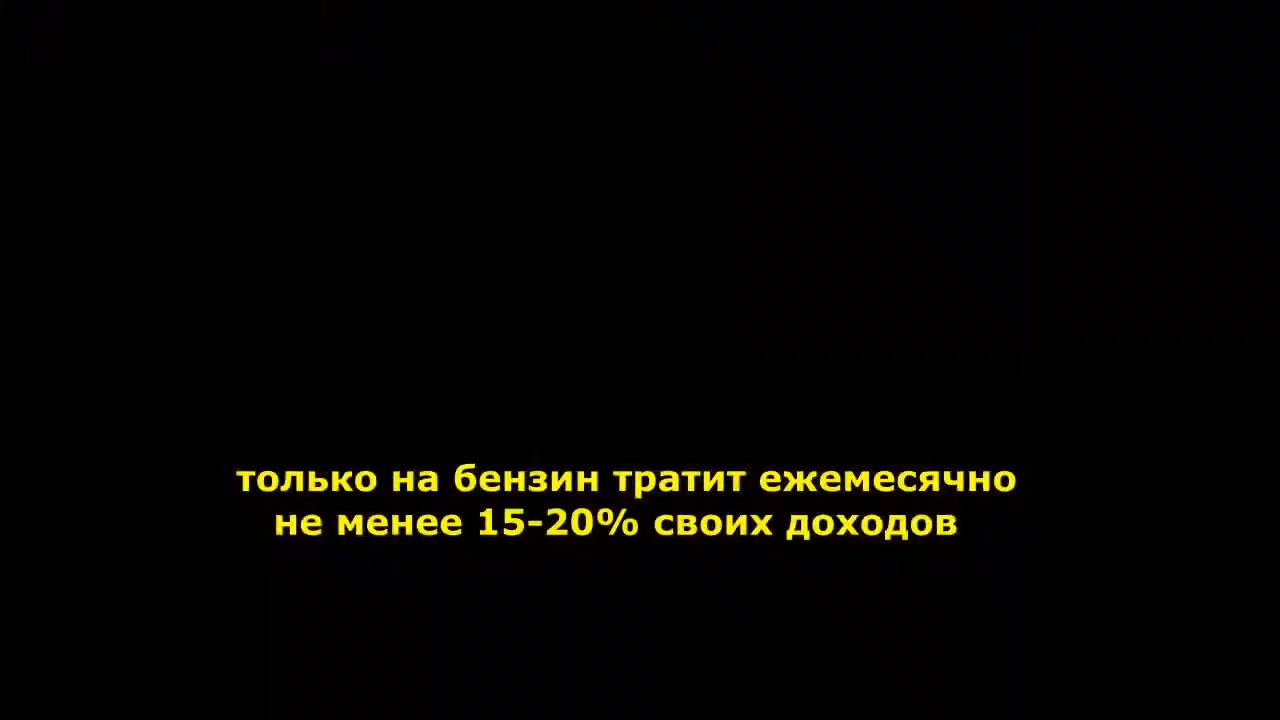 только на бензин тратит ежемесячно
не менее 15-20% своих доходов